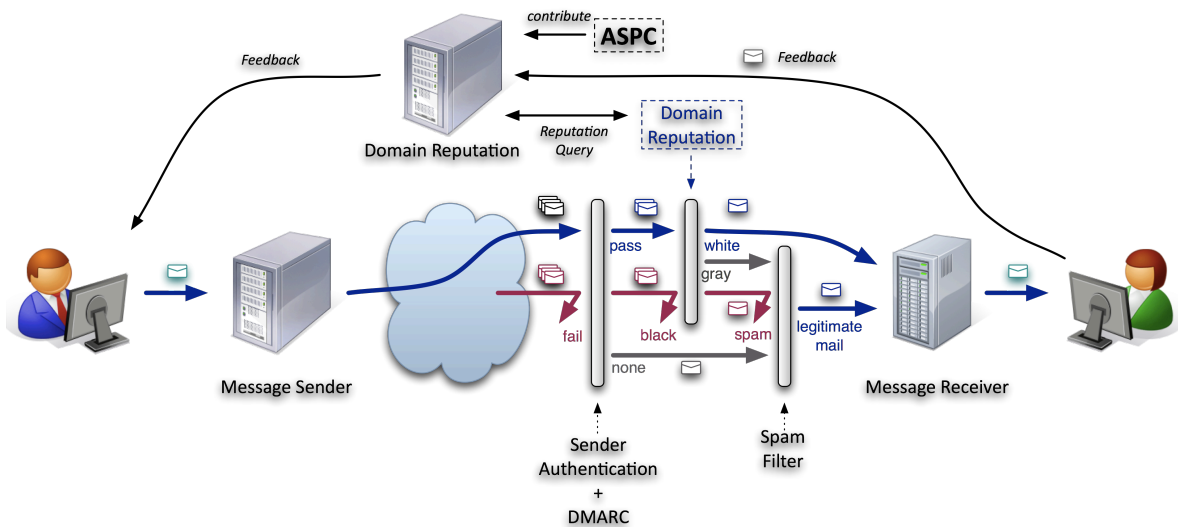 contribute
ASPC
Feedback
Feedback
Domain Reputation
Reputation
Query
Domain
Reputation
pass
white
gray
fail
black
spam
legitimate
mail
none
Message Sender
Message Receiver
Sender
Authentication
+
DMARC
Spam
Filter